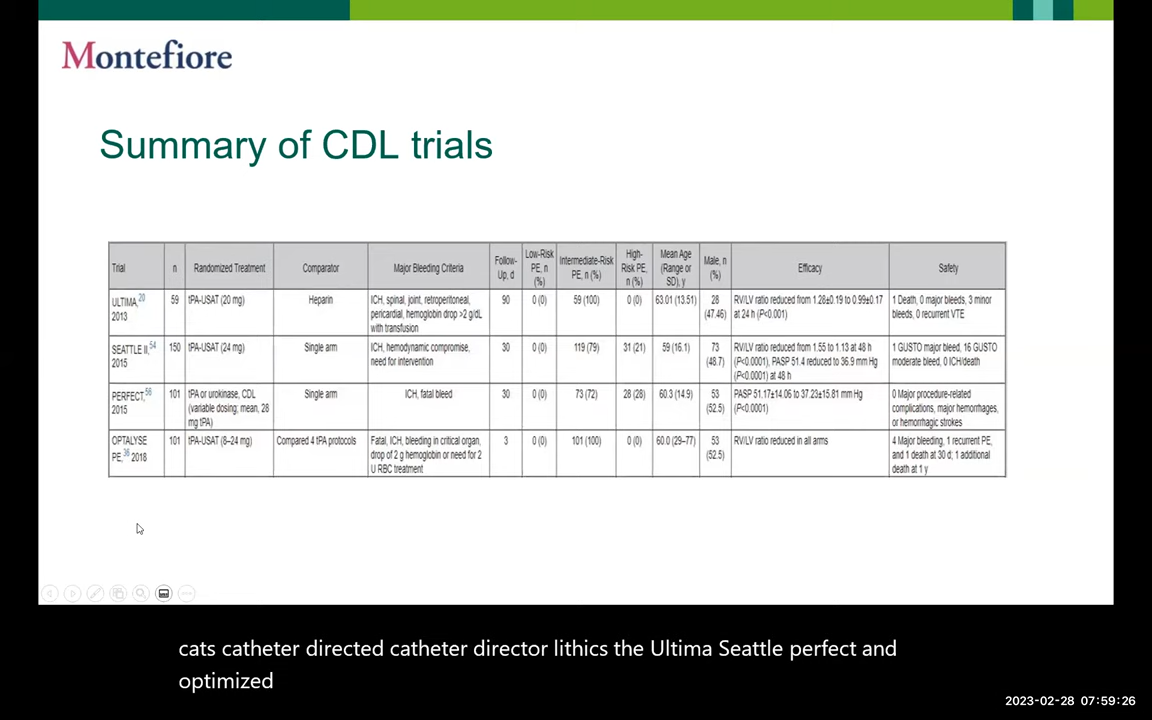 Montefiore
Summary of CDL trials
Trial n Randomized Treatment Comparator Major Bleeding Criteria Follow-Up, d Low-Risk PE, n (%) Intermediate-Risk PE, n (%) High-Risk PE, n (%) Mean Age (Range or SD), y Male, n (%) Efficacy Safety
ULTIMA,20 2013 59 tPA-USAT (20 mg) Heparin ICH, spinal, joint, retroperitoneal, pericardial, hemoglobin drop >2 g/dL with transfusion 90 0 (0) 59 (100) 0 (0) 63.01 (13.51) 28 (47.46) RV/LV ratio reduced from 1.28±0.19 to 0.99±0.17 at 24 h (P<0.001) 1 Death, 0 major bleeds, 3 minor bleeds, 0 recurrent VTE
SEATTLE II,54 2015 150 tPA-USAT (24 mg) Single arm ICH, hemodynamic compromise, need for intervention 30 0 (0) 119 (79) 31 (21) 59 (16.1) 73 (48.7) RV/LV ratio reduced from 1.55 to 1.13 at 48 h (P<0.0001), PASP 51.4 reduced to 36.9 mm Hg (P<0.0001) at 48 h 1 GUSTO major bleed, 16 GUSTO moderate bleed, 0 ICH/death
PERFECT,56 2015 101 tPA or urokinase, CDL (variable dosing; mean, 28 mg tPA) Single arm ICH, fatal bleed 30 0 (0) 73 (72) 28 (28) 60.3 (14.9) 53 (52.5) PASP 51.17±14.06 to 37.23±15.81 mm Hg (P<0.0001) 0 Major procedure-related complications, major hemorrhages, or hemorrhagic strokes
OPTALYSE PE,36 2018 101 tPA-USAT (8–24 mg) Compared 4 tPA protocols Fatal, ICH, bleeding in critical organ, drop of 2 g hemoglobin or need for 2 U RBC treatment 3 0 (0) 101 (100) 0 (0) 60.0 (29–77) 53 (52.5) RV/LV ratio reduced in all arms 4 Major bleeding, 1 recurrent PE, and 1 death at 30 d; 1 additional death at 1 y
cats catheter directed catheter director lithics the Ultima Seattle perfect and
optimized
2023-02-28 07:59:26